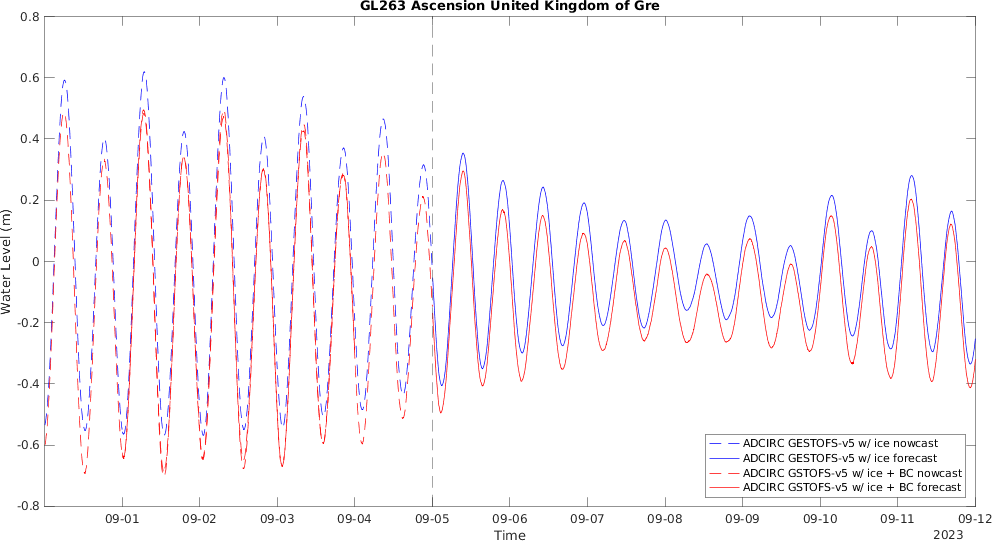 GL263 Ascension United Kingdom of Gre
0.8
0.6
0.4
0.2
0
-0.2
-0.4
-0.6
-0.8
Water Level (m)
ADCIRC GESTOFS-v5 w/ ice nowcast
ADCIRC GESTOFS-v5 w/ ice forecast
ADCIRC GSTOFS-v5 w/ ice + BC nowcast
ADCIRC GSTOFS-v5 w/ ice + BC forecast
09-01 09-02 09-03 09-04 09-05 09-06 09-07 09-08 09-09 09-10 09-11 09-12
Time
2023